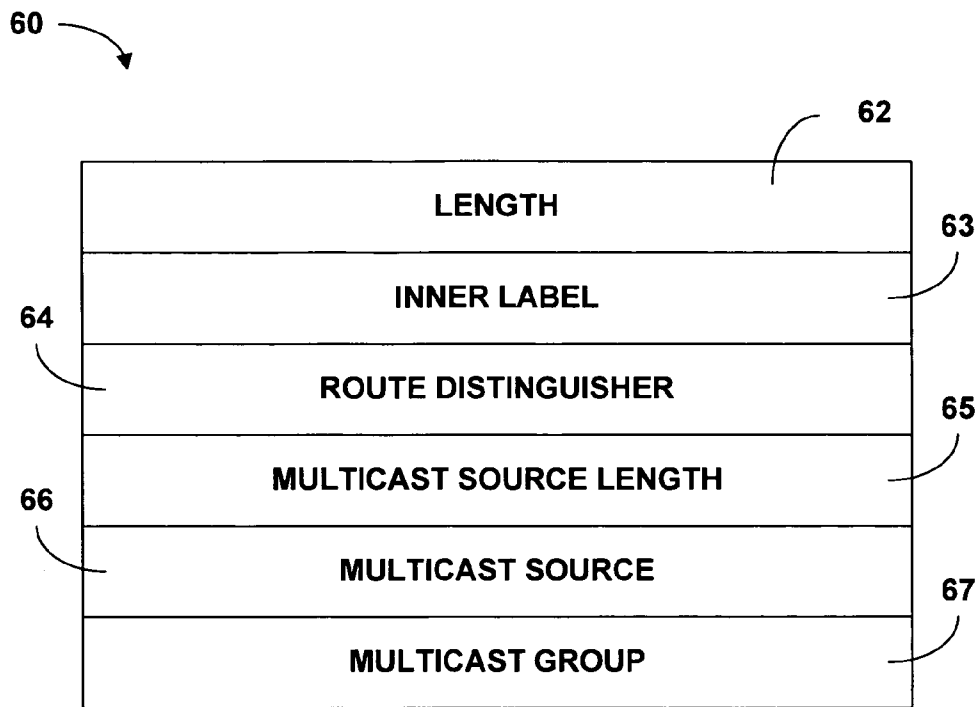 60
62
LENGTH
63
INNER LABEL
64
ROUTE DISTINGUISHER
65
MULTICAST SOURCE LENGTH
66
MULTICAST SOURCE
67
MULTICAST GROUP